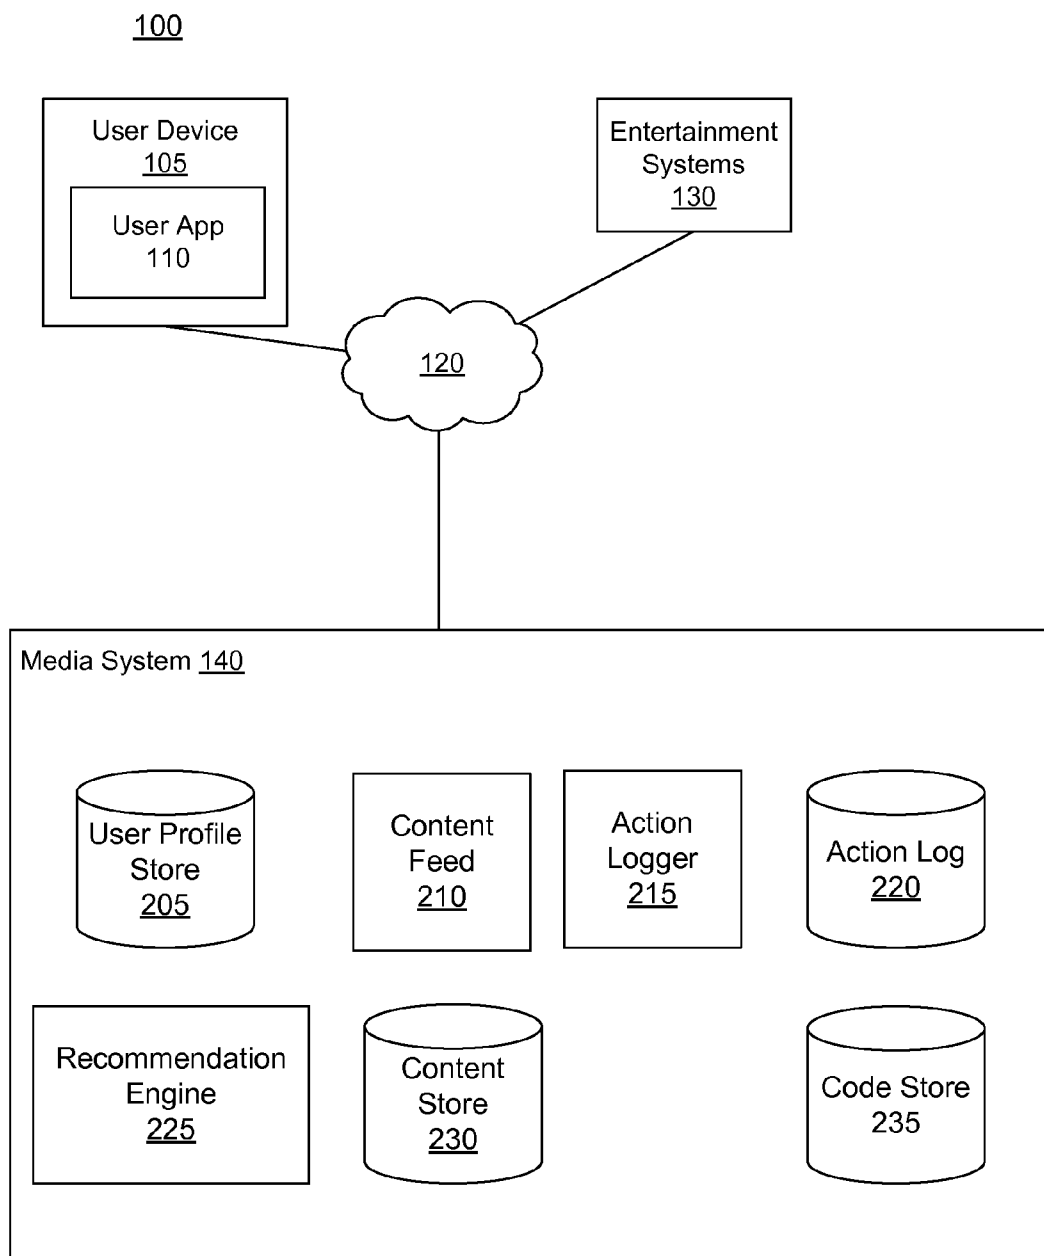 100
User Device
105
User App
110
Entertainment
Systems
130
120
Media System 140
User Profile
Store
205
Content
Feed
210
Action
Logger
215
Action Log
220
Recommendation
Engine
225
Content
Store
230
Code Store
235